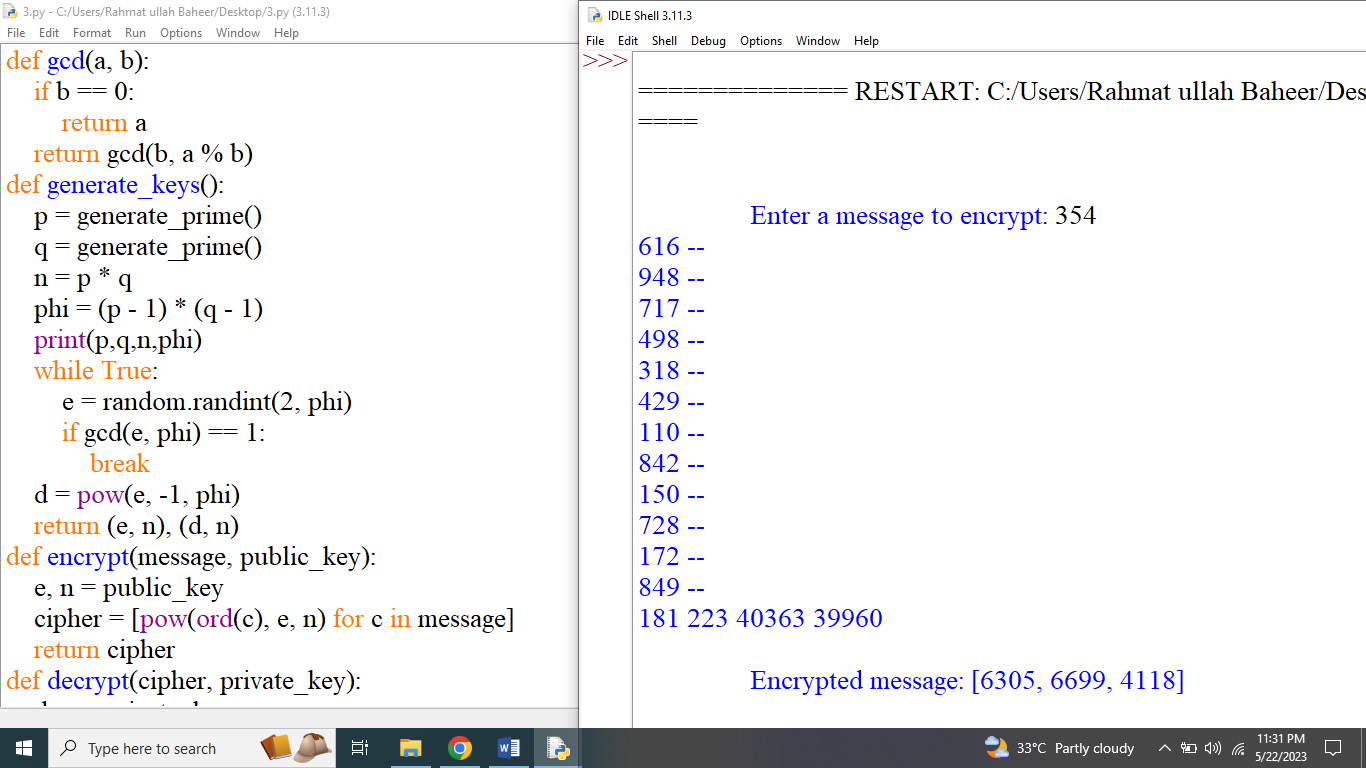 3.py - C:/Users/Rahmat ullah Baheer/Desktop/3.py (3.11.3)
File Edit Format Run Options Window Help
def gcd(a, b):
    if b == 0:
        return a
    return gcd(b, a % b)
def generate_keys():
    p = generate_prime()
    q = generate_prime()
    n = p * q
    phi = (p - 1) * (q - 1)
    print(p,q,n,phi)
    while True:
        e = random.randint(2, phi)
        if gcd(e, phi) == 1:
            break
    d = pow(e, -1, phi)
    return (e, n), (d, n)
def encrypt(message, public_key):
    e, n = public_key
    cipher = [pow(ord(c), e, n) for c in message]
    return cipher
def decrypt(cipher, private_key):
IDLE Shell 3.11.3
File Edit Shell Debug Options Window Help
>>>
============== RESTART: C:/Users/Rahmat ullah Baheer/Des
====
Enter a message to encrypt: 354
616 --
948 --
717 --
498 --
318 --
429 --
110 --
842 --
150 --
728 --
172 --
849 --
181 223 40363 39960
Encrypted message: [6305, 6699, 4118]
Type here to search
33°C Partly cloudy
11:31 PM
5/22/2023